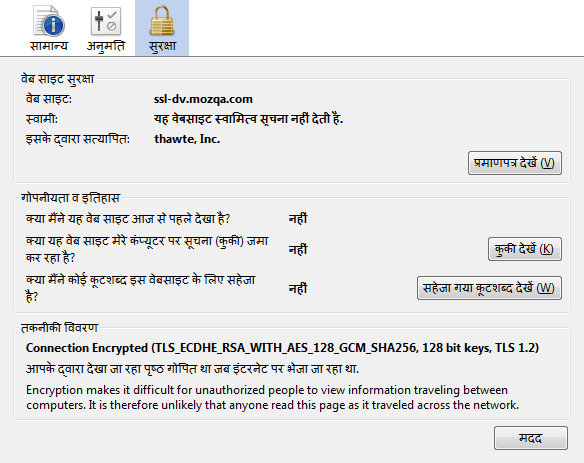 सामान्य अनुमति सुरक्षा
वेब साइट सुरक्षा
वेब साइट: ssl-dv.mozqa.com
स्वामी: यह वेबसाइट स्वामित्व सूचना नहीं देती है.
इसके द्वारा सत्यापित: thawte, Inc.
प्रमाणपत्र देखें (V)
गोपनीयता व इतिहास
क्या मैंने यह वेब साइट आज से पहले देखा है? नहीं
क्या यह वेब साइट मेरे कंप्यूटर पर सूचना (कुकी) जमा
कर रहा है? नहीं कुकी देखें (K)
क्या मैंने कोई कूटशब्द इस वेबसाइट के लिए सहेजा
है? नहीं सहेजा गया कूटशब्द देखें (W)
तकनीकी विवरण
Connection Encrypted (TLS_ECDHE_RSA_WITH_AES_128_GCM_SHA256, 128 bit keys, TLS 1.2)
आपके द्वारा देखा जा रहा पृष्ठ गोपित था जब इंटरनेट पर भेजा जा रहा था.
Encryption makes it difficult for unauthorized people to view information traveling between
computers. It is therefore unlikely that anyone read this page as it traveled across the network.
मदद